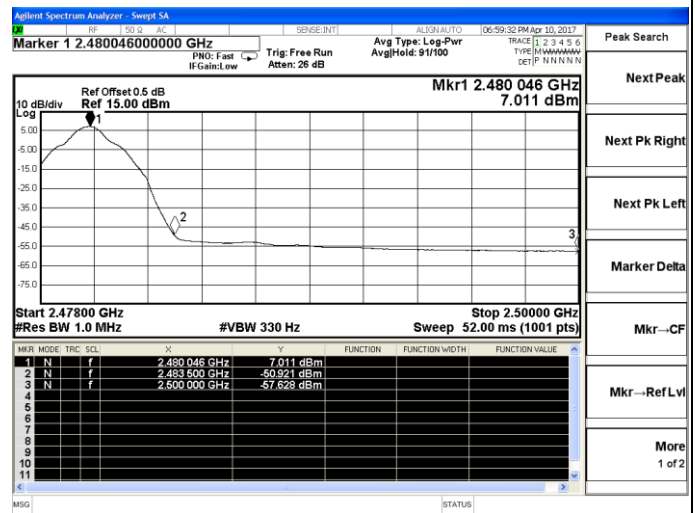 Agilent Spectrum Analyzer - Swept SA
RF 50 Ω AC SENSE:INT ALIGN AUTO 06:59:32 PM Apr 10, 2017
Marker 1 2.480046000000 GHz
PNO: Fast
IFGain:Low
Trig: Free Run
Atten: 26 dB
Avg Type: Log-Pwr
Avg|Hold: 91/100
TRACE 1 2 3 4 5 6
TYPE MWWWWW
DET P N N N N N
Peak Search
Next Peak
Next Pk Right
Next Pk Left
Marker Delta
Mkr→CF
Mkr→Ref Lvl
More
1 of 2
Ref Offset 0.5 dB
Ref 15.00 dBm
10 dB/div
Log
Mkr1 2.480 046 GHz
7.011 dBm
1
2
3
5.00
-5.00
-15.0
-25.0
-35.0
-45.0
-55.0
-65.0
-75.0
Start 2.47800 GHz Stop 2.50000 GHz
#Res BW 1.0 MHz #VBW 330 Hz Sweep 52.00 ms (1001 pts)
MKR MODE TRC SCL X Y FUNCTION FUNCTION WIDTH FUNCTION VALUE
1 N f 2.480 046 GHz 7.011 dBm
2 N f 2.483 500 GHz -50.921 dBm
3 N f 2.500 000 GHz -57.628 dBm
4
5
6
7
8
9
10
11
MSG STATUS